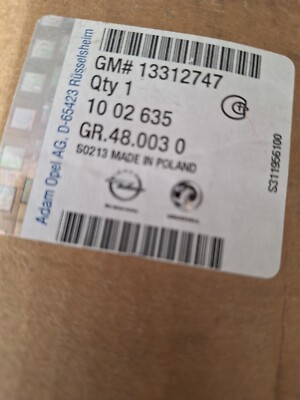 Adam Opel AG, D-65423 Rüsselsheim
GM# 13312747
Qty 1
10 02 635
GR.48.003 0
S0213 MADE IN POLAND
S311956100